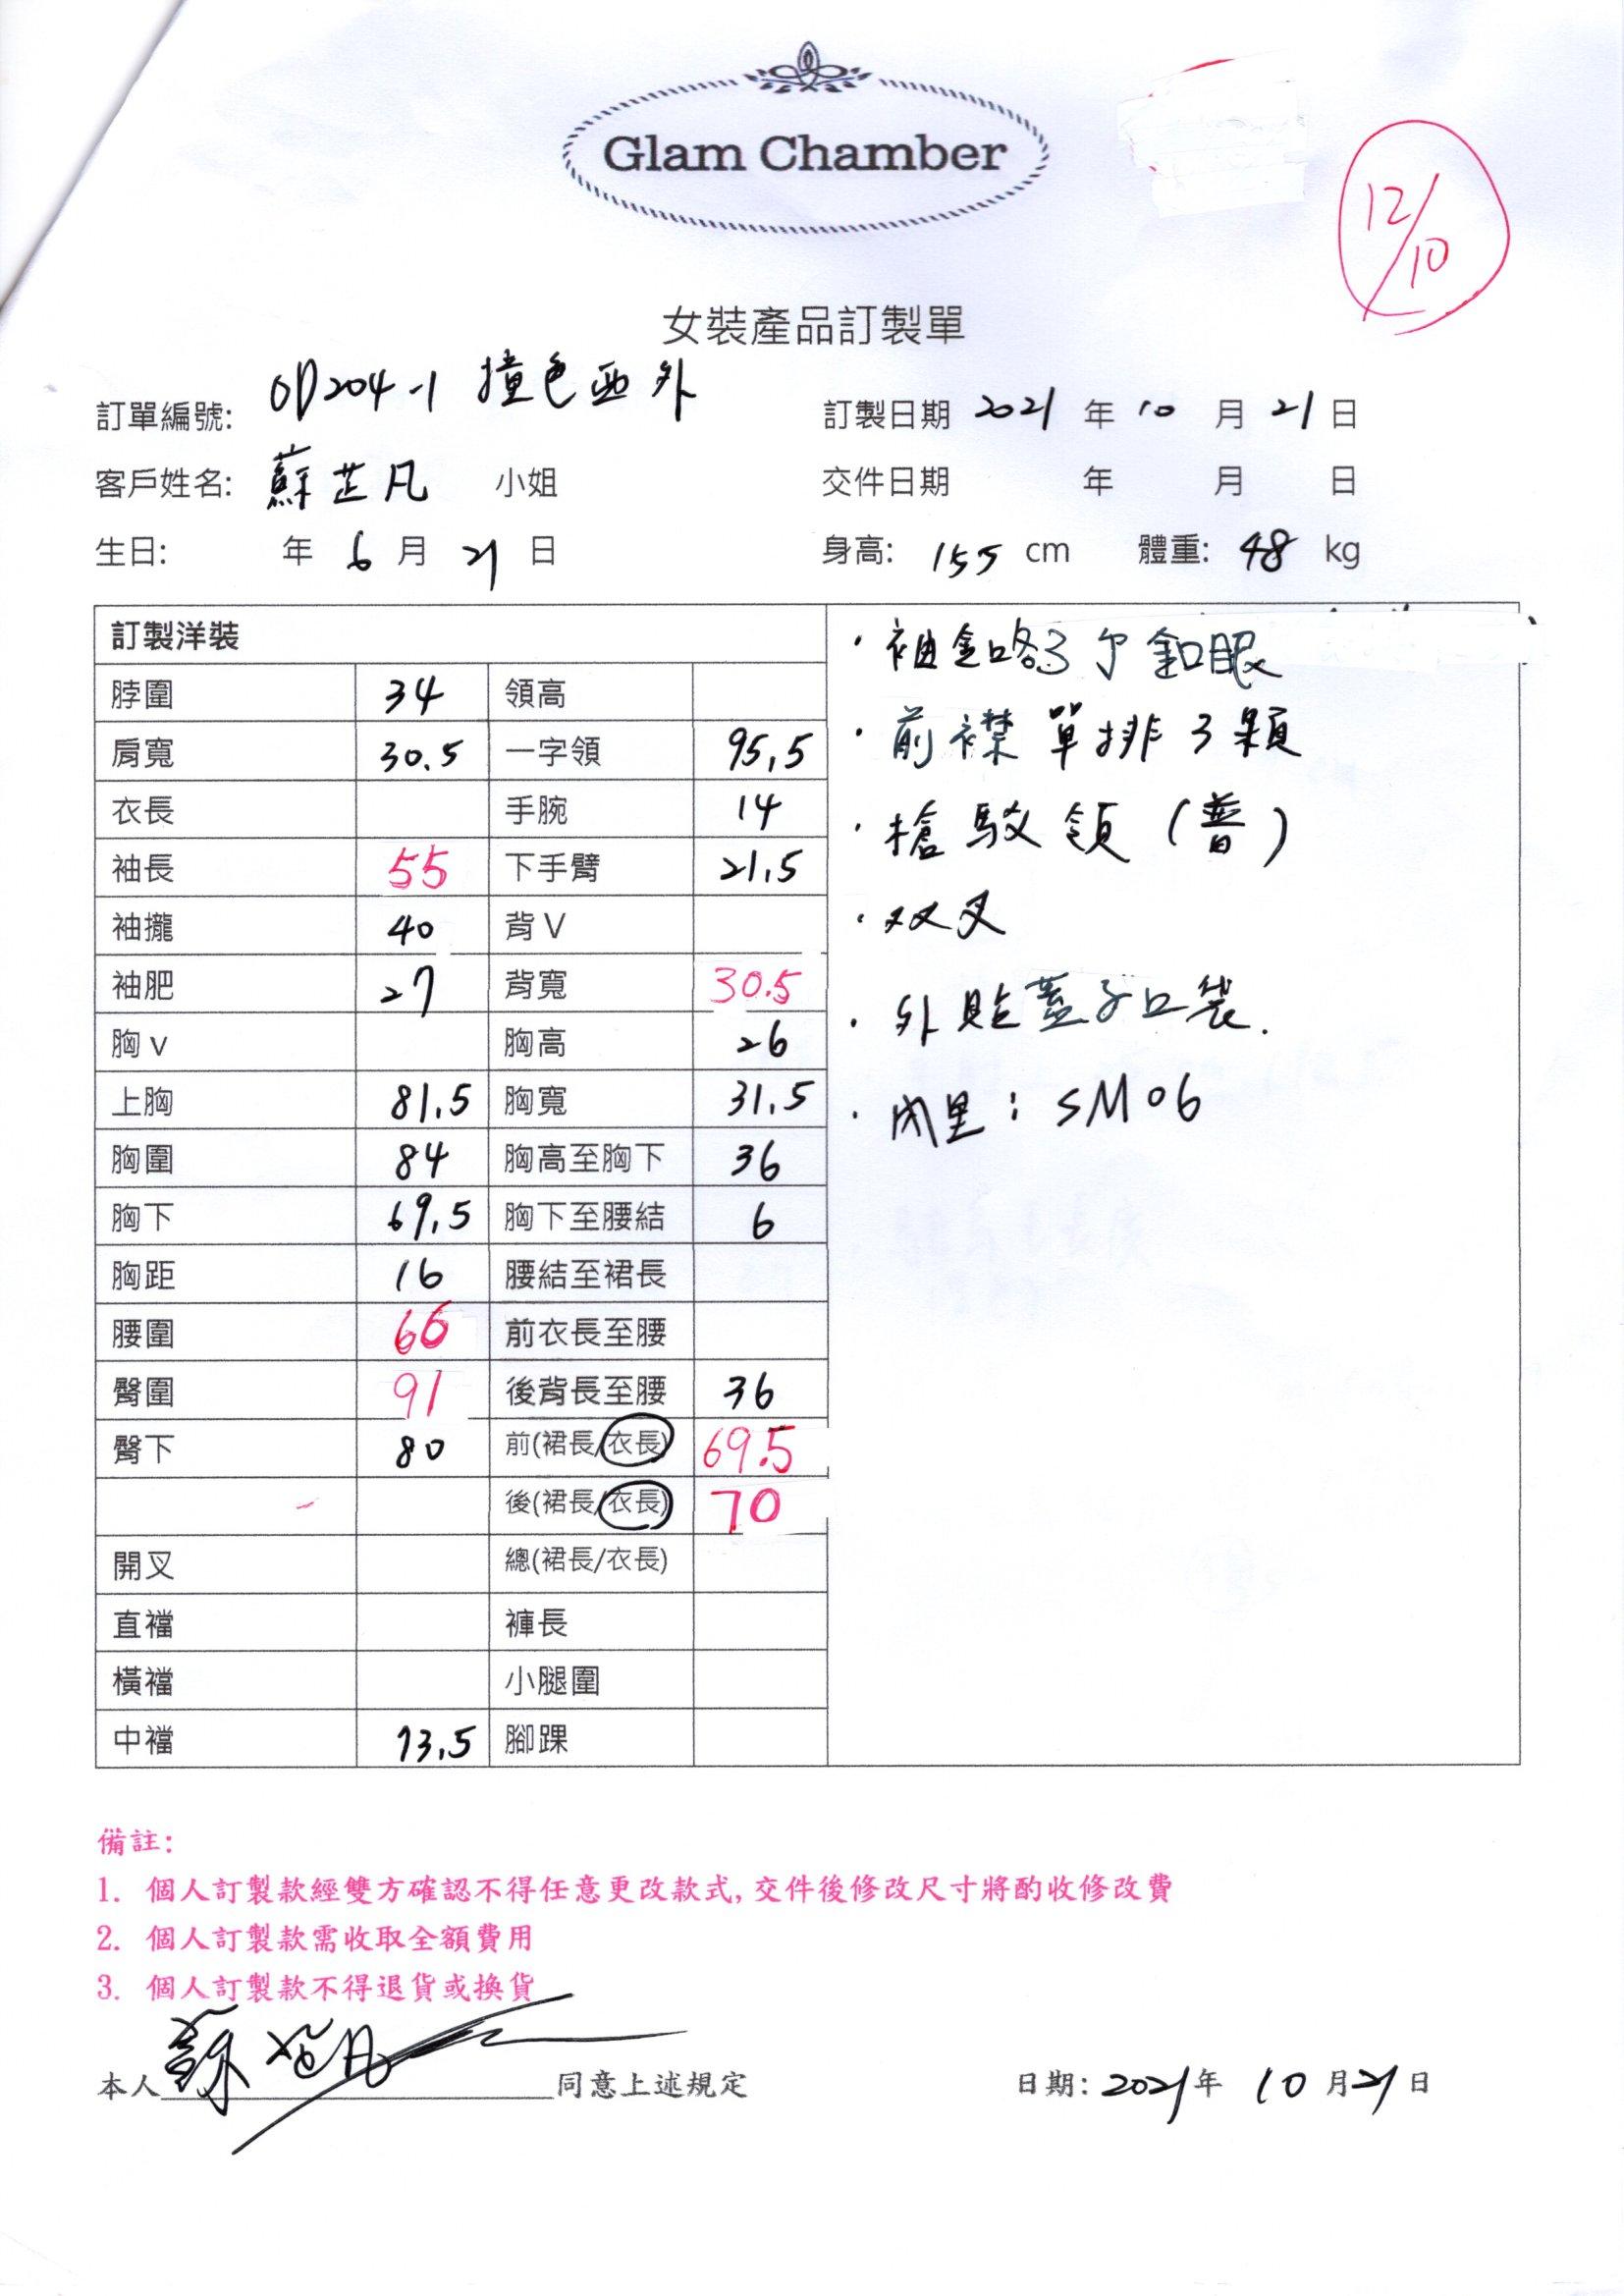 Glam Chamber
12/10
女裝產品訂製單
訂單編號: OD204-1 撞色西外 訂製日期 2021 年 10 月 21 日
客戶姓名: 蘇芷凡 小姐 交件日期 年 月 日
生日: 年 6 月 21 日 身高: 155 cm 體重: 48 kg
訂製洋裝
脖圍 34 領高
肩寬 30.5 一字領 95.5
衣長 手腕 14
袖長 55 下手臂 21.5
袖攏 40 背V
袖肥 27 背寬 30.5
胸v 胸高 26
上胸 81.5 胸寬 31.5
胸圍 84 胸高至胸下 36
胸下 69.5 胸下至腰結 6
胸距 16 腰結至裙長
腰圍 66 前衣長至腰
臀圍 91 後背長至腰 36
臀下 80 前(裙長/衣長) 69.5
後(裙長/衣長) 70
開叉 總(裙長/衣長)
直襠 褲長
橫襠 小腿圍
中襠 73.5 腳踝
·袖釦 3 釦眼
·前襟單排3顆
·槍駁領(普)
·双叉
·外貼蓋子口袋.
·內里:SM06
備註:
1. 個人訂製款經雙方確認不得任意更改款式,交件後修改尺寸將酌收修改費
2. 個人訂製款需收取全額費用
3. 個人訂製款不得退貨或換貨
本人 蘇芷凡 同意上述規定 日期: 2021 年 10 月 21 日